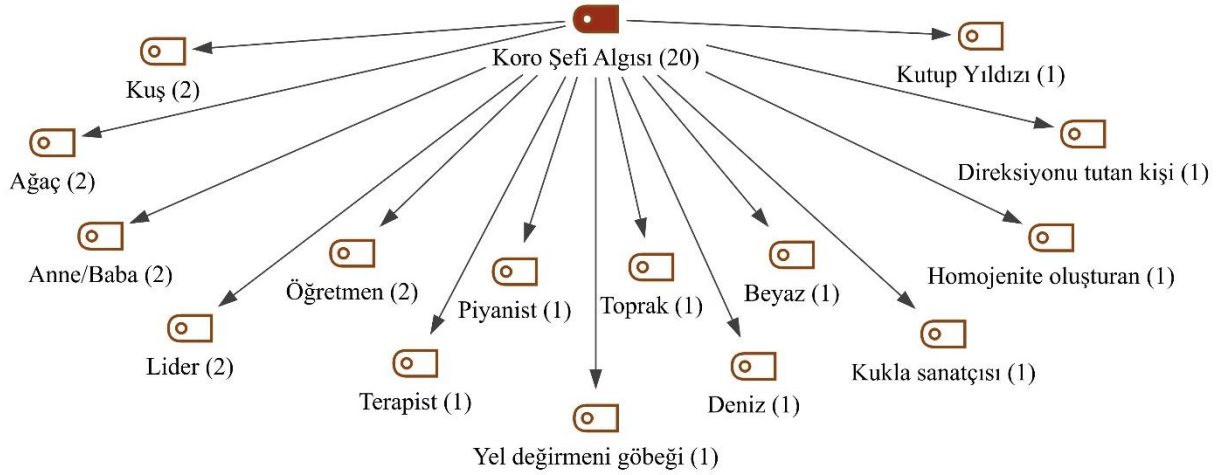 Koro Şefi Algısı (20)
Kuş (2)
Kutup Yıldızı (1)
Ağaç (2)
Direksiyonu tutan kişi (1)
Anne/Baba (2)
Öğretmen (2)
Piyanist (1)
Toprak (1)
Beyaz (1)
Homojenite oluşturan (1)
Lider (2)
Terapist (1)
Deniz (1)
Kukla sanatçısı (1)
Yel değirmeni göbeği (1)